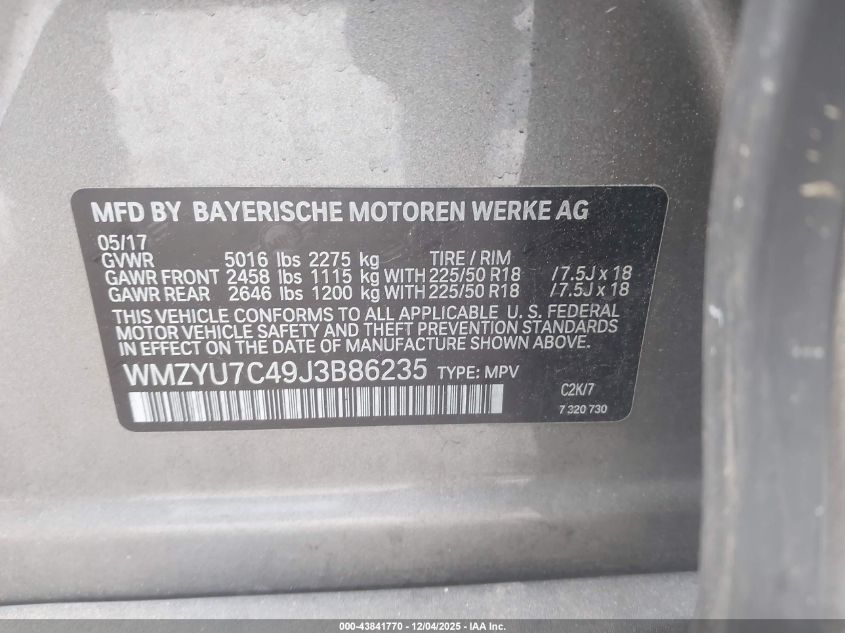 MFD BY BAYERISCHE MOTOREN WERKE AG
05/17
GVWR 5016 lbs 2275 kg TIRE / RIM
GAWR FRONT 2458 lbs 1115 kg WITH 225/50 R18 /7.5J x 18
GAWR REAR 2646 lbs 1200 kg WITH 225/50 R18 /7.5J x 18
THIS VEHICLE CONFORMS TO ALL APPLICABLE U. S. FEDERAL
MOTOR VEHICLE SAFETY AND THEFT PREVENTION STANDARDS
IN EFFECT ON THE DATE OF MANUFACTURE SHOWN ABOVE.
WMZYU7C49J3B86235 TYPE: MPV
C2K/7
7 320 730
000-43841770 - 12/04/2025 - IAA Inc.